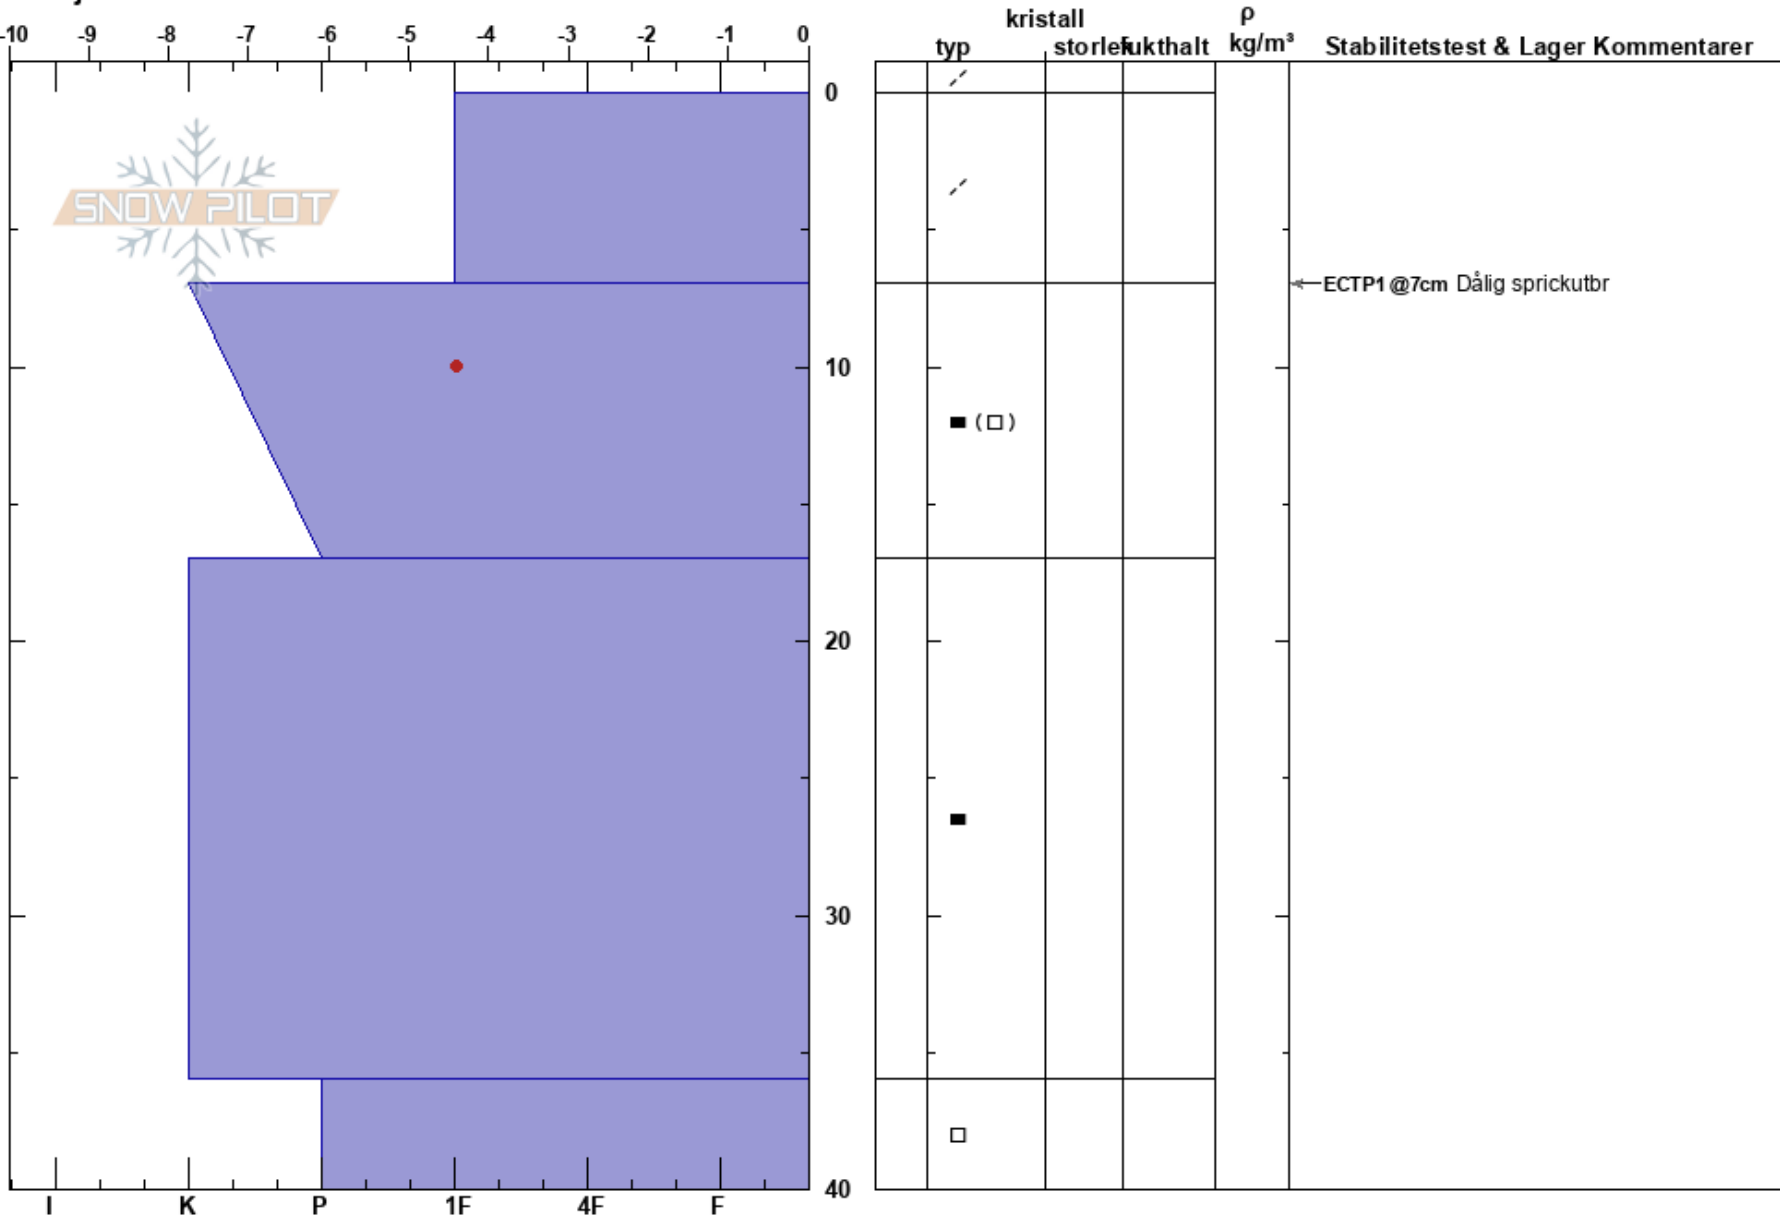 -10 -9 -8 -7 -6 -5 -4 -3 -2 -1 0
kristall
typ storlek fukthalt
ρ
kg/m³
Stabilitetstest & Lager Kommentarer
SNOW PILOT
0
ECTP1 @7cm Dålig sprickutbr
10
20
30
40
I K P 1F 4F F